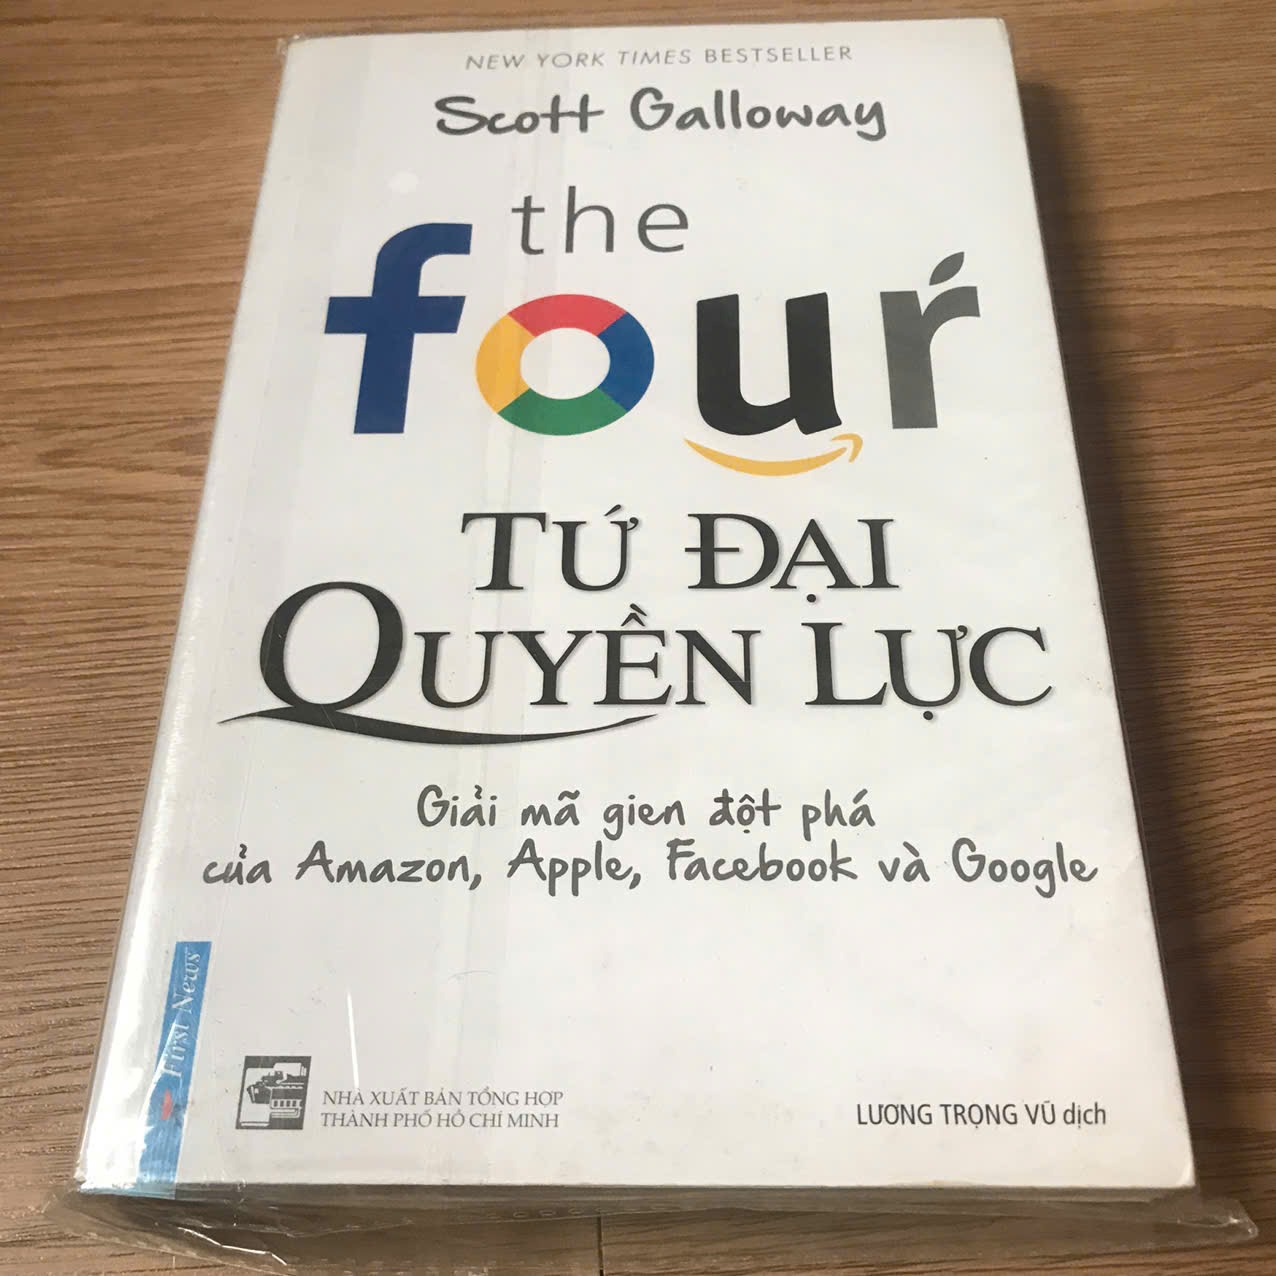 NEW YORK TIMES BESTSELLER
Scott Galloway
the
four
TỨ ĐẠI
QUYỀN LỰC
Giải mã gien đột phá
của Amazon, Apple, Facebook và Google
First News
NHÀ XUẤT BẢN TỔNG HỢP
THÀNH PHỐ HỒ CHÍ MINH
LƯƠNG TRỌNG VŨ dịch